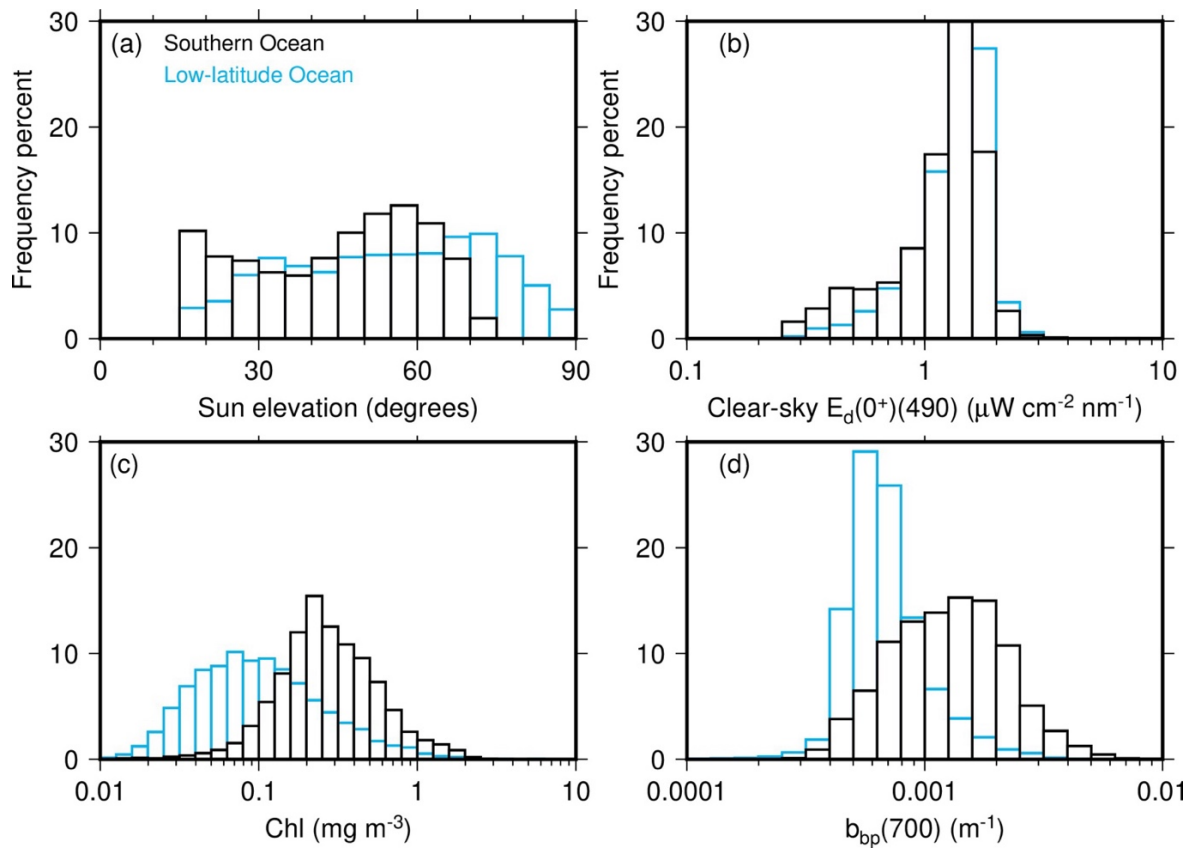 30
20
10
0
Frequency percent
(a)
Southern Ocean
Low-latitude Ocean
0 30 60 90
Sun elevation (degrees)
30
20
10
0
Frequency percent
(b)
0.1 1 10
Clear-sky E_d(0⁺)(490) (μW cm⁻² nm⁻¹)
30
20
10
0
(c)
0.01 0.1 1 10
Chl (mg m⁻³)
30
20
10
0
(d)
0.0001 0.001 0.01
b_bp(700) (m⁻¹)